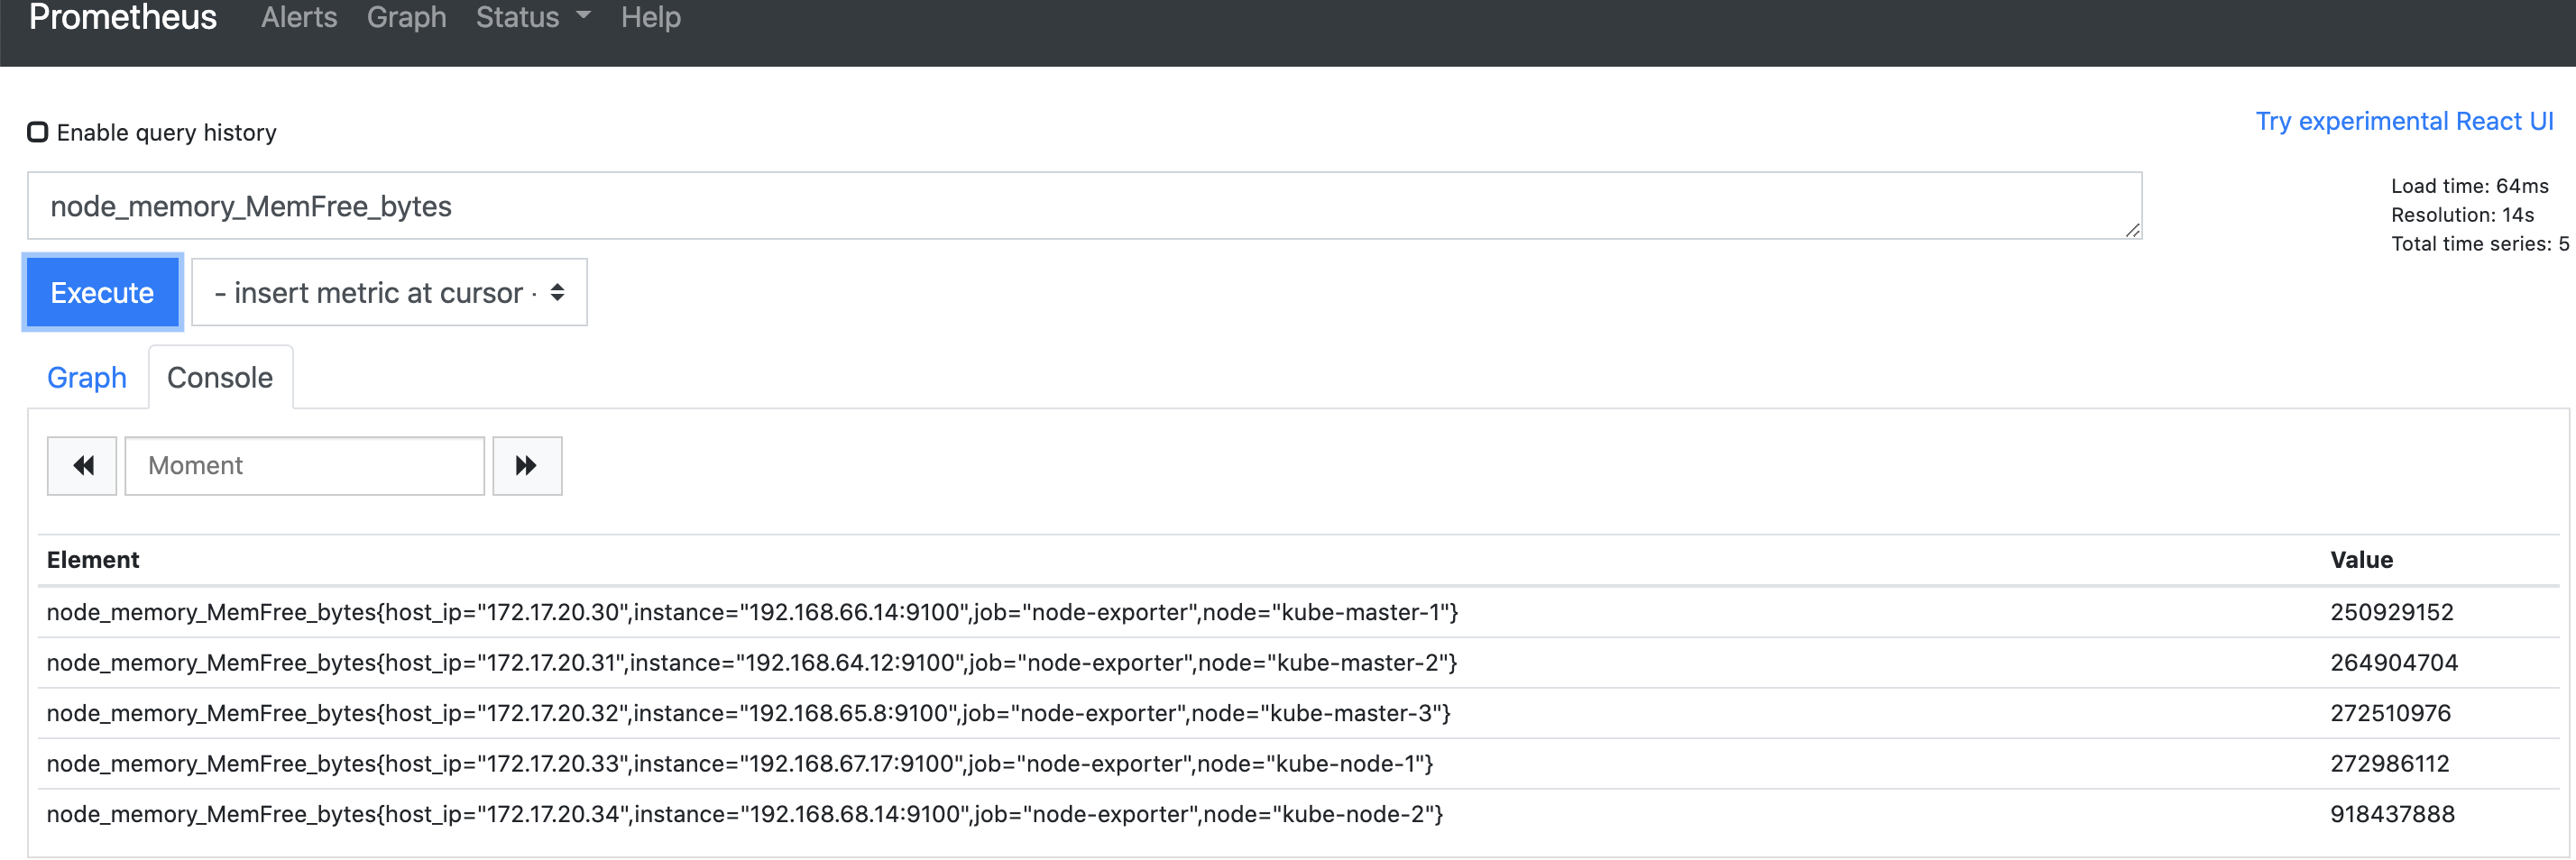 Prometheus Alerts Graph Status Help
Enable query history
Try experimental React UI
node_memory_MemFree_bytes
Load time: 64ms
Resolution: 14s
Total time series: 5
Execute
- insert metric at cursor -
Graph Console
Moment
Element Value
node_memory_MemFree_bytes{host_ip="172.17.20.30",instance="192.168.66.14:9100",job="node-exporter",node="kube-master-1"} 250929152
node_memory_MemFree_bytes{host_ip="172.17.20.31",instance="192.168.64.12:9100",job="node-exporter",node="kube-master-2"} 264904704
node_memory_MemFree_bytes{host_ip="172.17.20.32",instance="192.168.65.8:9100",job="node-exporter",node="kube-master-3"} 272510976
node_memory_MemFree_bytes{host_ip="172.17.20.33",instance="192.168.67.17:9100",job="node-exporter",node="kube-node-1"} 272986112
node_memory_MemFree_bytes{host_ip="172.17.20.34",instance="192.168.68.14:9100",job="node-exporter",node="kube-node-2"} 918437888